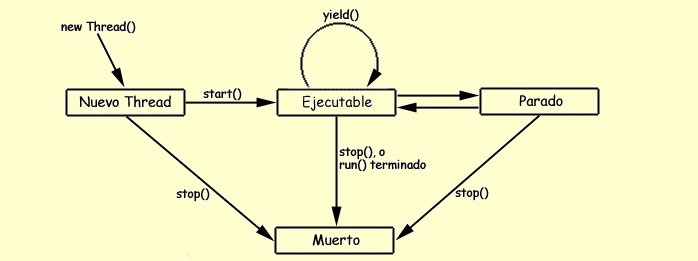 yield()
new Thread()
Nuevo Thread
start()
Ejecutable
Parado
stop(), o
run() terminado
stop()
stop()
Muerto